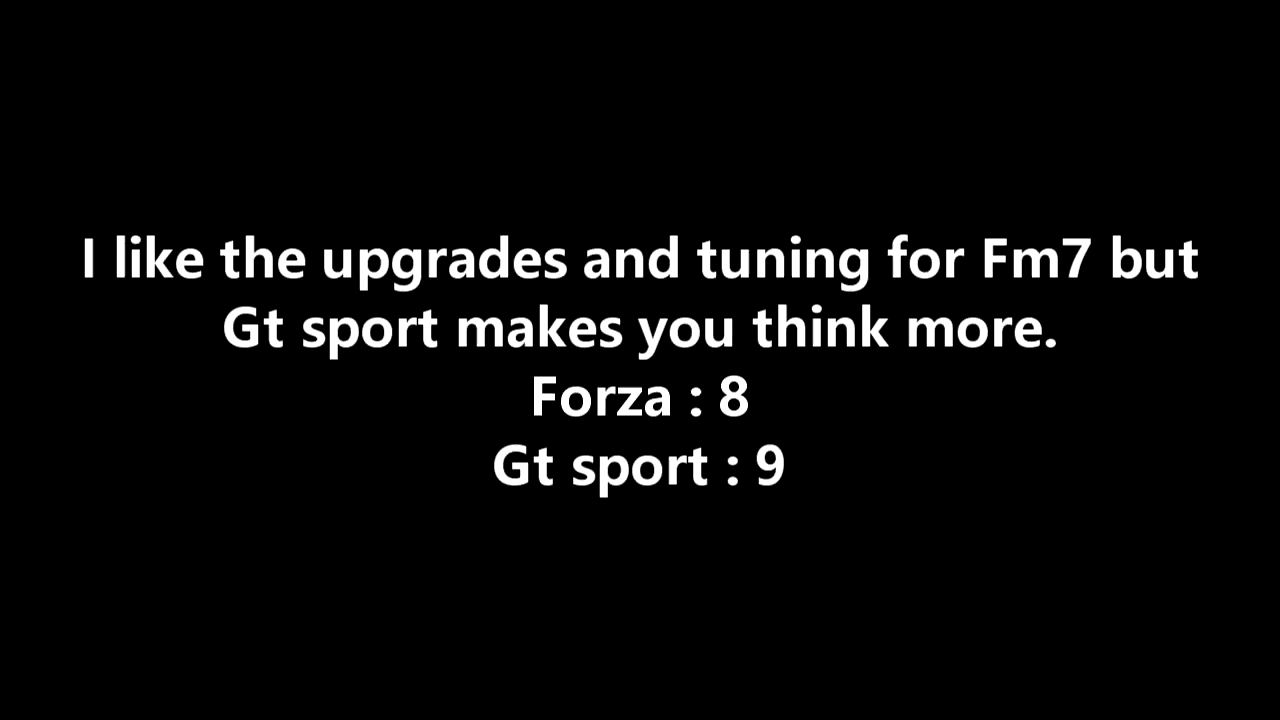 I like the upgrades and tuning for Fm7 but
Gt sport makes you think more.
Forza : 8
Gt sport : 9